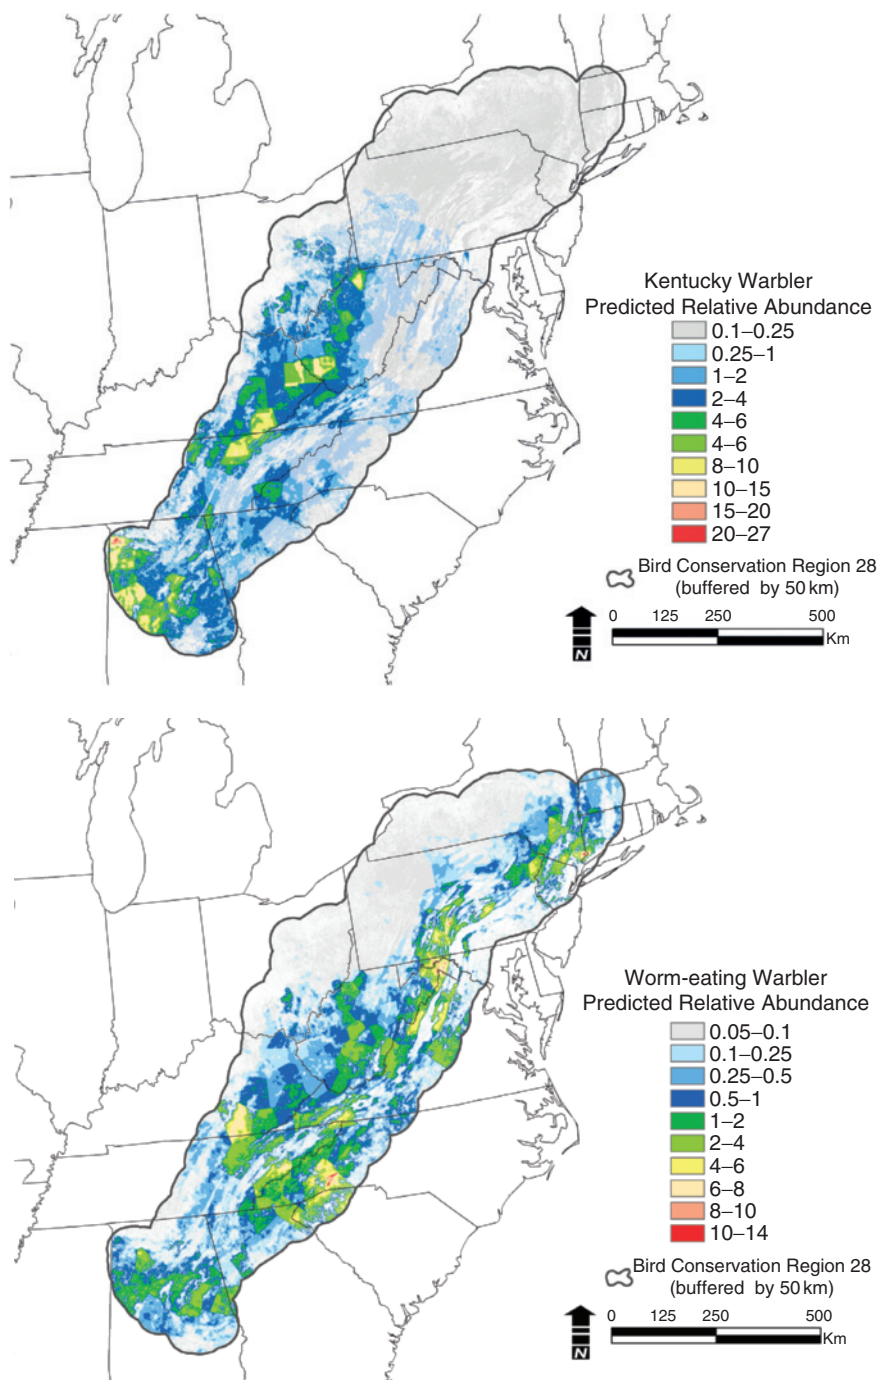 Kentucky Warbler
Predicted Relative Abundance
0.1–0.25
0.25–1
1–2
2–4
4–6
4–6
8–10
10–15
15–20
20–27
Bird Conservation Region 28
(buffered by 50 km)
N
0 125 250 500
Km
Worm-eating Warbler
Predicted Relative Abundance
0.05–0.1
0.1–0.25
0.25–0.5
0.5–1
1–2
2–4
4–6
6–8
8–10
10–14
Bird Conservation Region 28
(buffered by 50 km)
N
0 125 250 500
Km